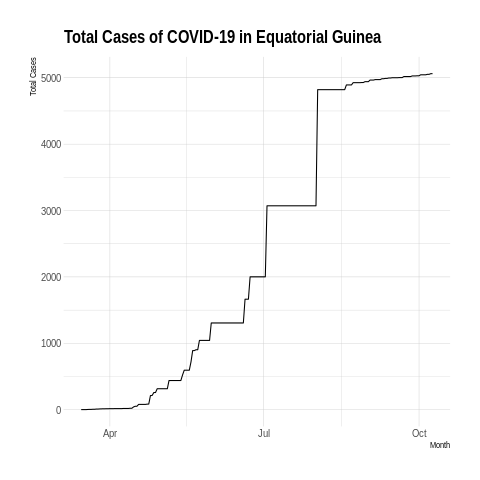 Total Cases of COVID-19 in Equatorial Guinea
Total Cases
5000
4000
3000
2000
1000
0
Apr
Jul
Oct
Month